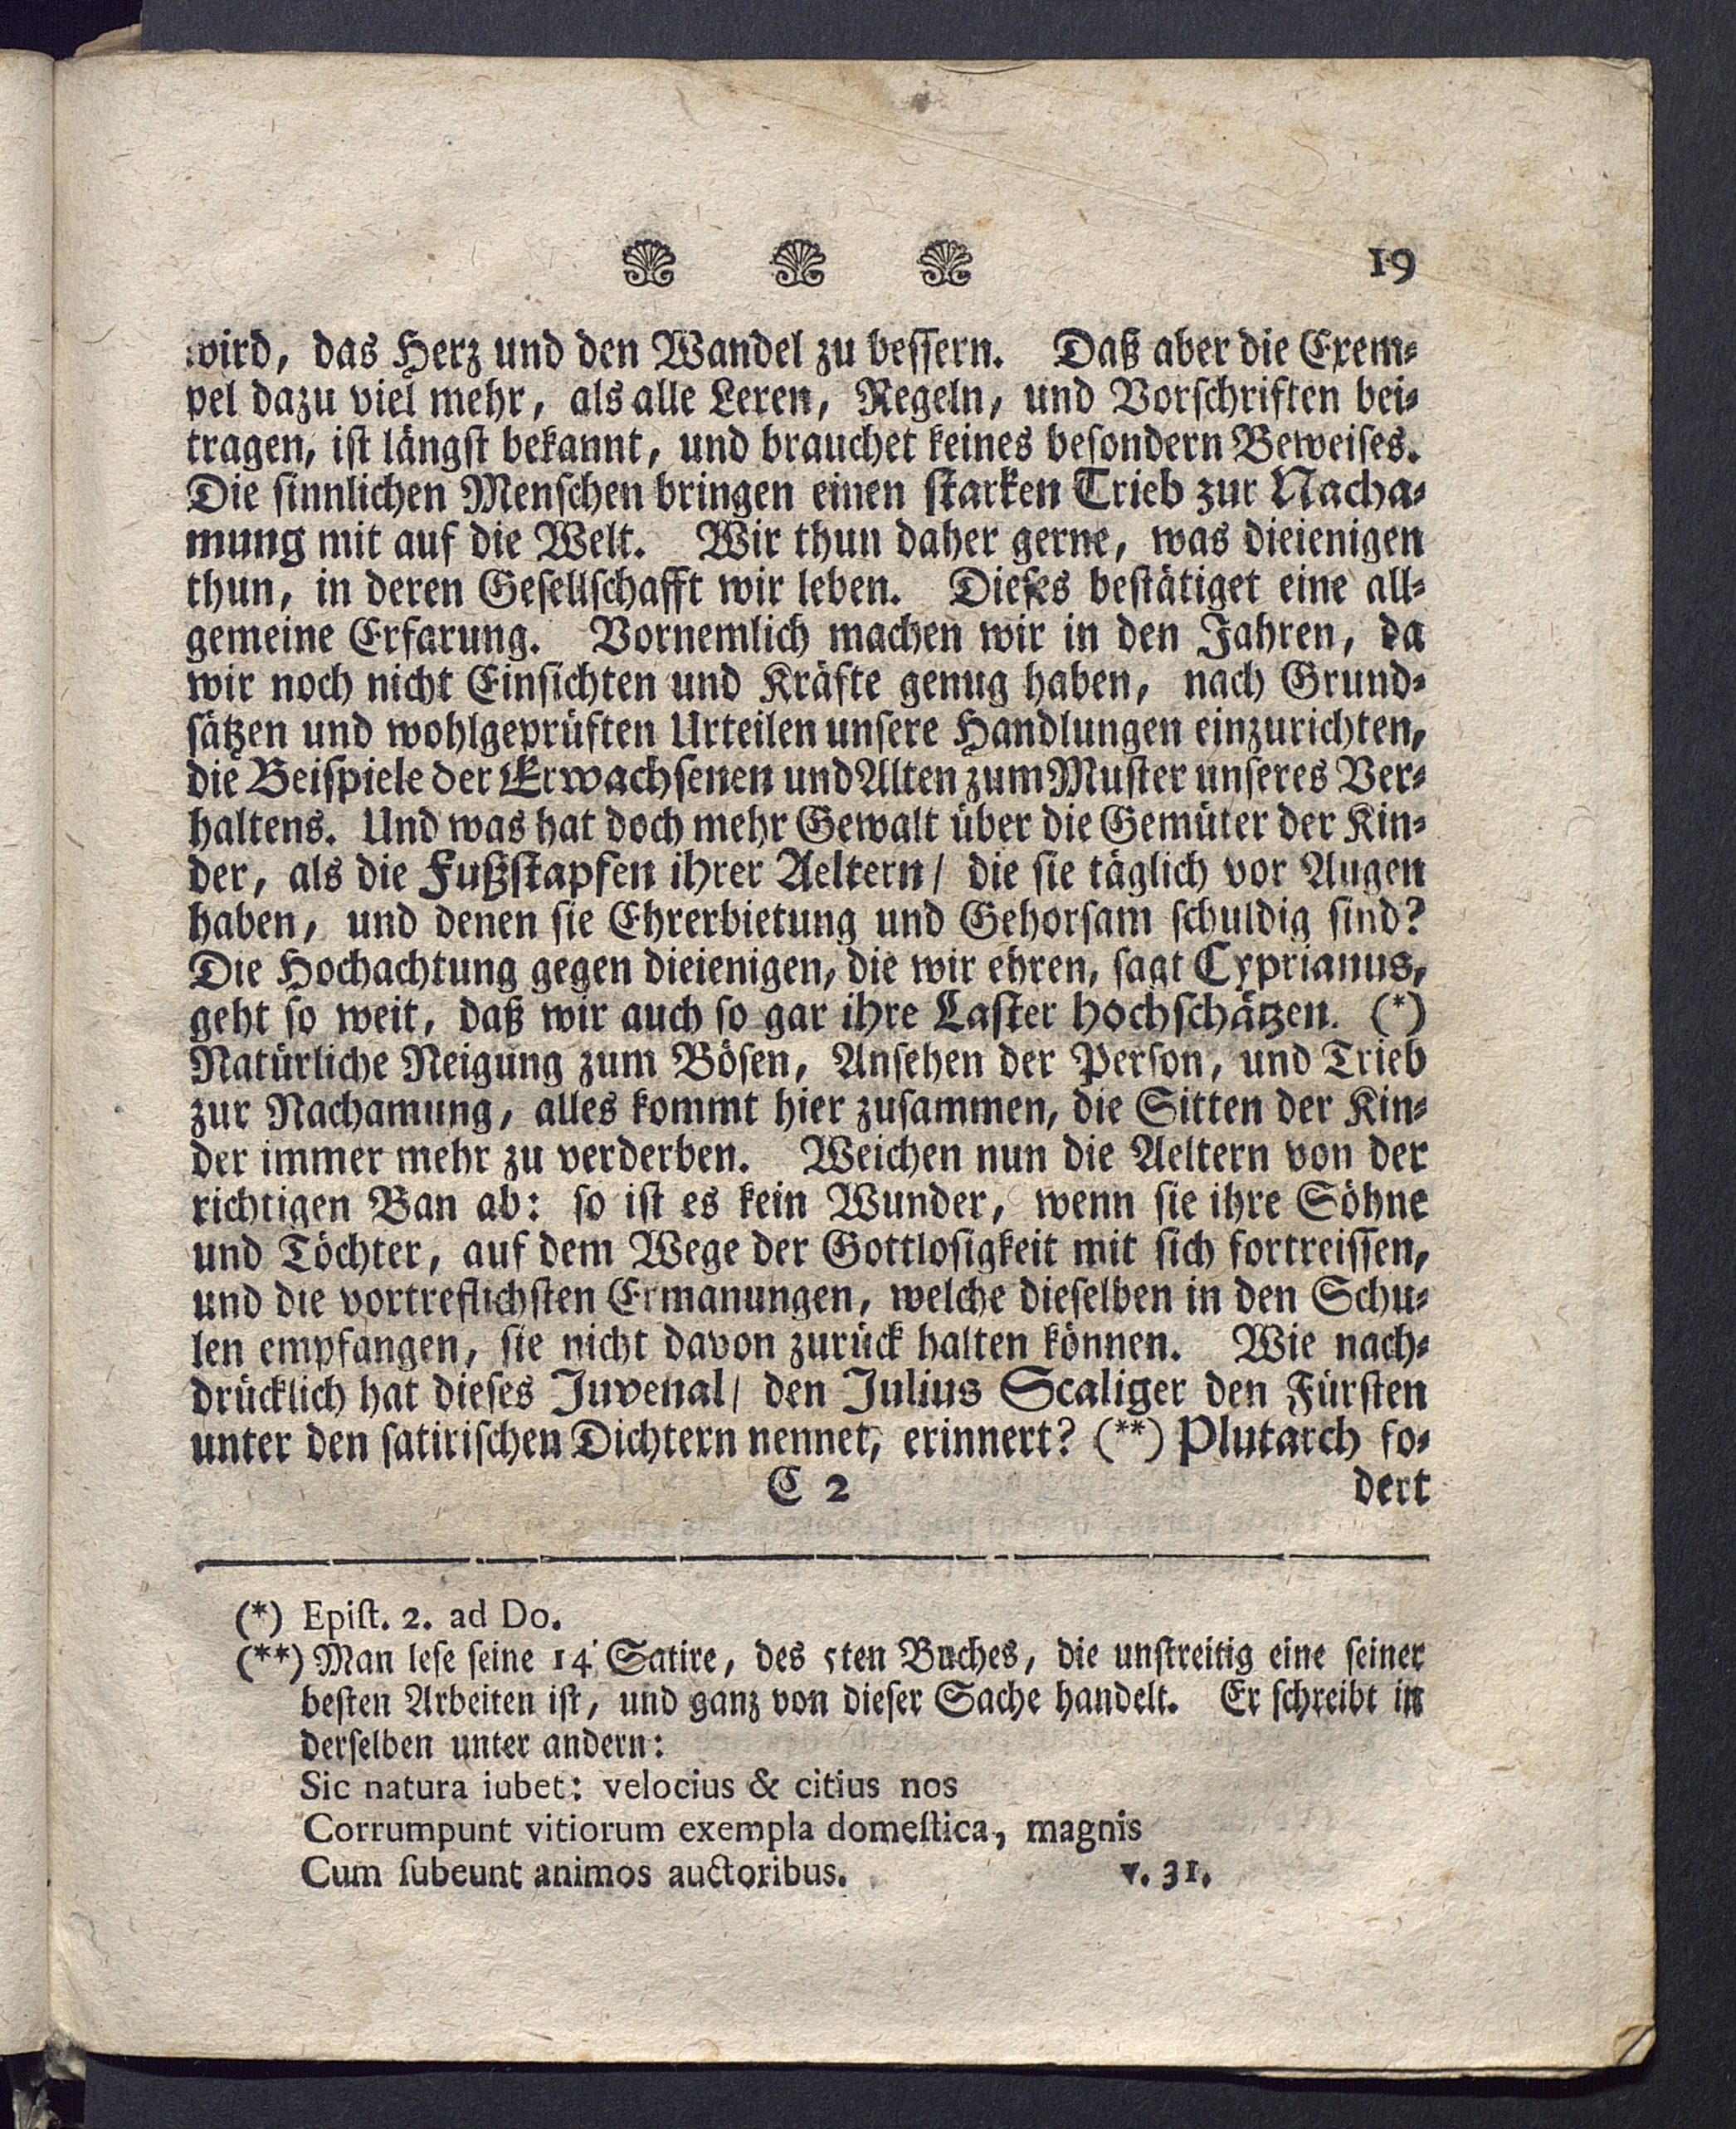 19
wird, das Herz und den Wandel zu bessern. Daß aber die Exem-
pel dazu viel mehr, als alle Leren, Regeln, und Vorschriften bei-
tragen, ist längst bekannt, und brauchet keines besondern Beweises.
Die sinnlichen Menschen bringen einen starken Trieb zur Nacha-
mung mit auf die Welt. Wir thun daher gerne, was dieienigen
thun, in deren Gesellschafft wir leben. Dieses bestätiget eine all-
gemeine Erfarung. Vornemlich machen wir in den Jahren, da
wir noch nicht Einsichten und Kräfte genug haben, nach Grund-
sätzen und wohlgeprüften Urteilen unsere Handlungen einzurichten,
die Beispiele der Erwachsenen und Alten zum Muster unseres Ver-
haltens. Und was hat doch mehr Gewalt über die Gemüter der Kin-
der, als die Fußstapfen ihrer Aeltern/ die sie täglich vor Augen
haben, und denen sie Ehrerbietung und Gehorsam schuldig sind?
Die Hochachtung gegen dieienigen, die wir ehren, sagt Cyprianus,
geht so weit, daß wir auch so gar ihre Laster hochschätzen. (*)
Natürliche Neigung zum Bösen, Ansehen der Person, und Trieb
zur Nachamung, alles kommt hier zusammen, die Sitten der Kin-
der immer mehr zu verderben. Weichen nun die Aeltern von der
richtigen Ban ab: so ist es kein Wunder, wenn sie ihre Söhne
und Töchter, auf dem Wege der Gottlosigkeit mit sich fortreissen,
und die vortreflichsten Ermanungen, welche dieselben in den Schu-
len empfangen, sie nicht davon zurück halten können. Wie nach-
drücklich hat dieses Juvenal/ den Julius Scaliger den Fürsten
unter den satirischen Dichtern nennet, erinnert? (**) Plutarch fo-
C 2 dert
(*) Epiſt. 2. ad Do.
(**) Man lese seine 14 Satire, des 5ten Buches, die unstreitig eine seiner
besten Arbeiten ist, und ganz von dieser Sache handelt. Er schreibt in
derselben unter andern:
Sic natura iubet: velocius & citius nos
Corrumpunt vitiorum exempla domeſtica, magnis
Cum ſubeunt animos auctoribus. v. 31.